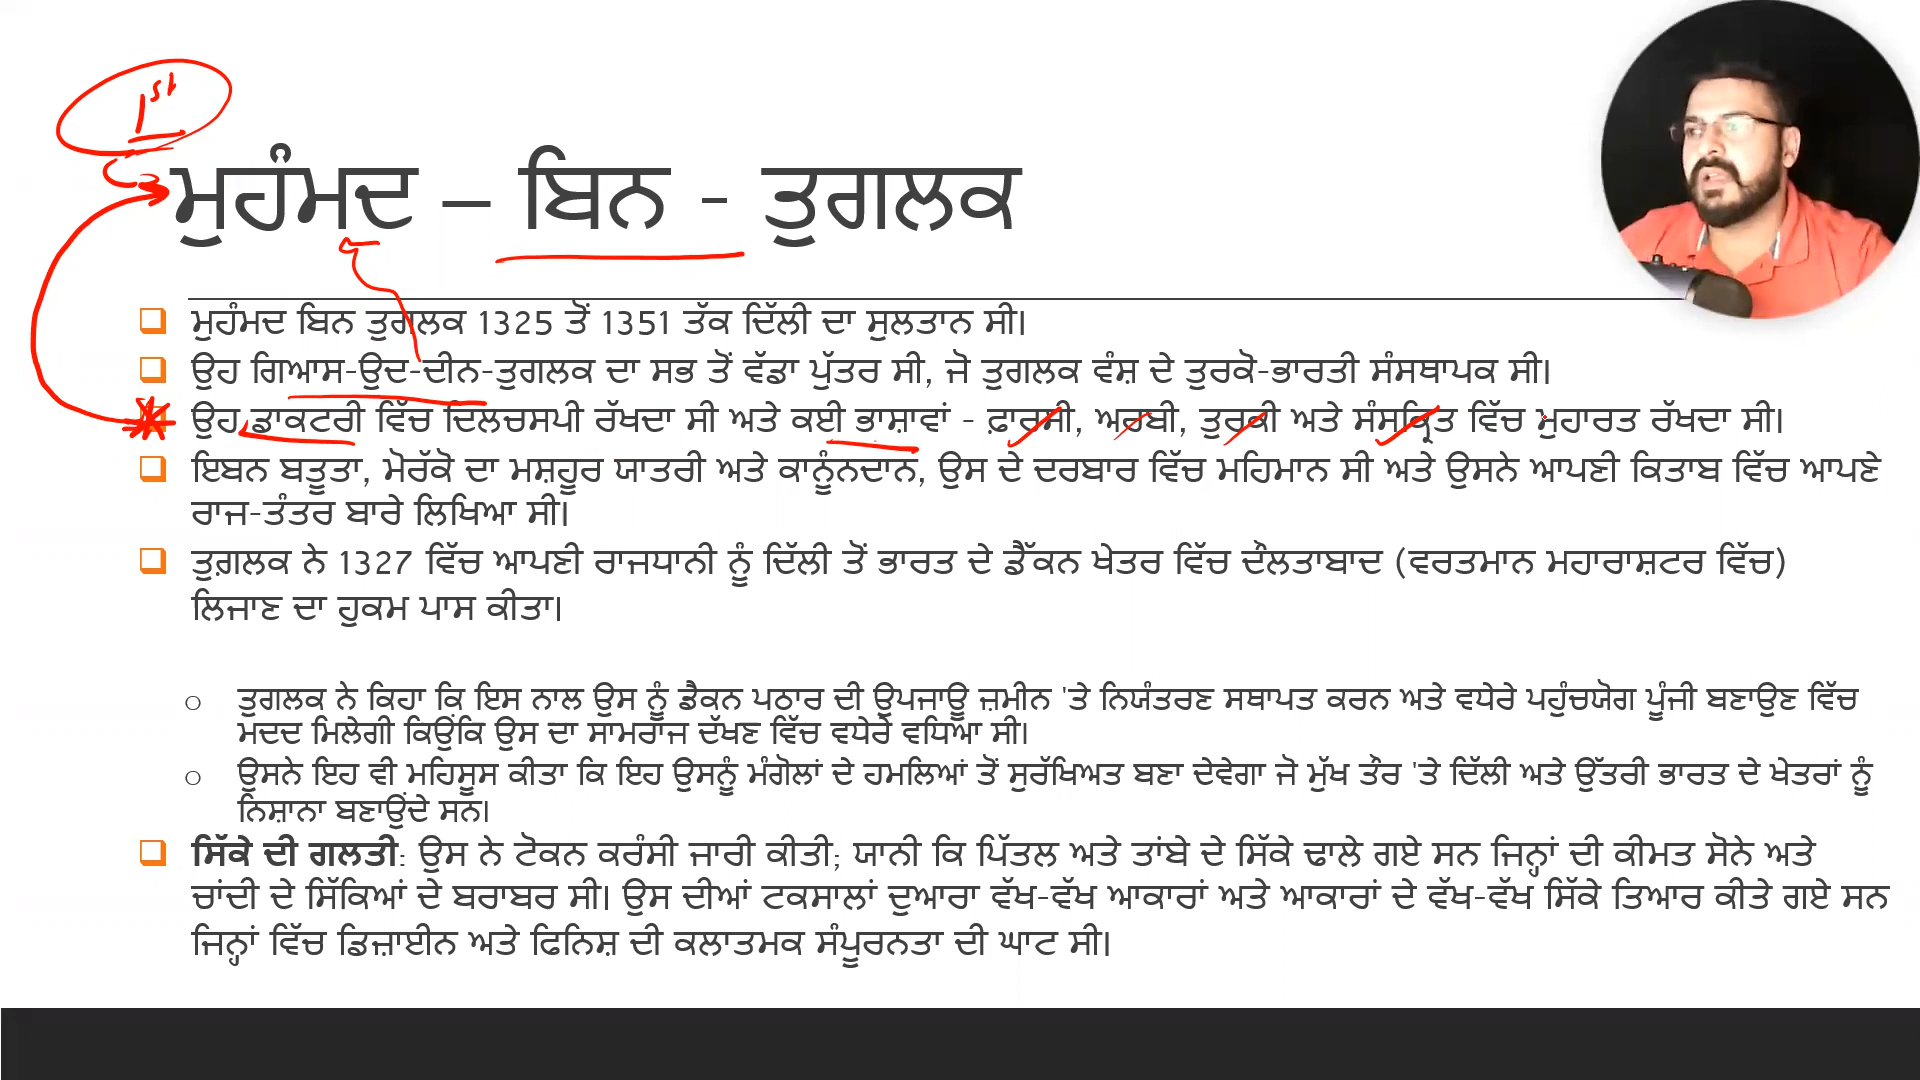 1st
ਮੁਹੰਮਦ – ਬਿਨ - ਤੁਗਲਕ
ਮੁਹੰਮਦ ਬਿਨ ਤੁਗਲਕ 1325 ਤੋਂ 1351 ਤੱਕ ਦਿੱਲੀ ਦਾ ਸੁਲਤਾਨ ਸੀ।
ਉਹ ਗਿਆਸ-ਉਦ-ਦੀਨ-ਤੁਗਲਕ ਦਾ ਸਭ ਤੋਂ ਵੱਡਾ ਪੁੱਤਰ ਸੀ, ਜੋ ਤੁਗਲਕ ਵੰਸ਼ ਦੇ ਤੁਰਕੋ-ਭਾਰਤੀ ਸੰਸਥਾਪਕ ਸੀ।
ਉਹ ਡਾਕਟਰੀ ਵਿੱਚ ਦਿਲਚਸਪੀ ਰੱਖਦਾ ਸੀ ਅਤੇ ਕਈ ਭਾਸ਼ਾਵਾਂ - ਫ਼ਾਰਸੀ, ਅਰਬੀ, ਤੁਰਕੀ ਅਤੇ ਸੰਸਕ੍ਰਿਤ ਵਿੱਚ ਮੁਹਾਰਤ ਰੱਖਦਾ ਸੀ।
ਇਬਨ ਬਤੂਤਾ, ਮੋਰੱਕੋ ਦਾ ਮਸ਼ਹੂਰ ਯਾਤਰੀ ਅਤੇ ਕਾਨੂੰਨਦਾਨ, ਉਸ ਦੇ ਦਰਬਾਰ ਵਿੱਚ ਮਹਿਮਾਨ ਸੀ ਅਤੇ ਉਸਨੇ ਆਪਣੀ ਕਿਤਾਬ ਵਿੱਚ ਆਪਣੇ
ਰਾਜ-ਤੰਤਰ ਬਾਰੇ ਲਿਖਿਆ ਸੀ।
ਤੁਗ਼ਲਕ ਨੇ 1327 ਵਿੱਚ ਆਪਣੀ ਰਾਜਧਾਨੀ ਨੂੰ ਦਿੱਲੀ ਤੋਂ ਭਾਰਤ ਦੇ ਡੈੱਕਨ ਖੇਤਰ ਵਿੱਚ ਦੌਲਤਾਬਾਦ (ਵਰਤਮਾਨ ਮਹਾਰਾਸ਼ਟਰ ਵਿੱਚ)
ਲਿਜਾਣ ਦਾ ਹੁਕਮ ਪਾਸ ਕੀਤਾ।
ਤੁਗਲਕ ਨੇ ਕਿਹਾ ਕਿ ਇਸ ਨਾਲ ਉਸ ਨੂੰ ਡੈਕਨ ਪਠਾਰ ਦੀ ਉਪਜਾਊ ਜ਼ਮੀਨ 'ਤੇ ਨਿਯੰਤਰਣ ਸਥਾਪਤ ਕਰਨ ਅਤੇ ਵਧੇਰੇ ਪਹੁੰਚਯੋਗ ਪੂੰਜੀ ਬਣਾਉਣ ਵਿੱਚ
ਮਦਦ ਮਿਲੇਗੀ ਕਿਉਂਕਿ ਉਸ ਦਾ ਸਾਮਰਾਜ ਦੱਖਣ ਵਿੱਚ ਵਧੇਰੇ ਵਧਿਆ ਸੀ।
ਉਸਨੇ ਇਹ ਵੀ ਮਹਿਸੂਸ ਕੀਤਾ ਕਿ ਇਹ ਉਸਨੂੰ ਮੰਗੋਲਾਂ ਦੇ ਹਮਲਿਆਂ ਤੋਂ ਸੁਰੱਖਿਅਤ ਬਣਾ ਦੇਵੇਗਾ ਜੋ ਮੁੱਖ ਤੌਰ 'ਤੇ ਦਿੱਲੀ ਅਤੇ ਉੱਤਰੀ ਭਾਰਤ ਦੇ ਖੇਤਰਾਂ ਨੂੰ
ਨਿਸ਼ਾਨਾ ਬਣਾਉਂਦੇ ਸਨ।
ਸਿੱਕੇ ਦੀ ਗਲਤੀ: ਉਸ ਨੇ ਟੋਕਨ ਕਰੰਸੀ ਜਾਰੀ ਕੀਤੀ; ਯਾਨੀ ਕਿ ਪਿੱਤਲ ਅਤੇ ਤਾਂਬੇ ਦੇ ਸਿੱਕੇ ਢਾਲੇ ਗਏ ਸਨ ਜਿਨ੍ਹਾਂ ਦੀ ਕੀਮਤ ਸੋਨੇ ਅਤੇ
ਚਾਂਦੀ ਦੇ ਸਿੱਕਿਆਂ ਦੇ ਬਰਾਬਰ ਸੀ। ਉਸ ਦੀਆਂ ਟਕਸਾਲਾਂ ਦੁਆਰਾ ਵੱਖ-ਵੱਖ ਆਕਾਰਾਂ ਅਤੇ ਆਕਾਰਾਂ ਦੇ ਵੱਖ-ਵੱਖ ਸਿੱਕੇ ਤਿਆਰ ਕੀਤੇ ਗਏ ਸਨ
ਜਿਨ੍ਹਾਂ ਵਿੱਚ ਡਿਜ਼ਾਈਨ ਅਤੇ ਫਿਨਿਸ਼ ਦੀ ਕਲਾਤਮਕ ਸੰਪੂਰਨਤਾ ਦੀ ਘਾਟ ਸੀ।